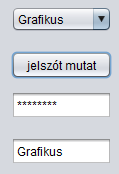 Grafikus
jelszót mutat
********
Grafikus